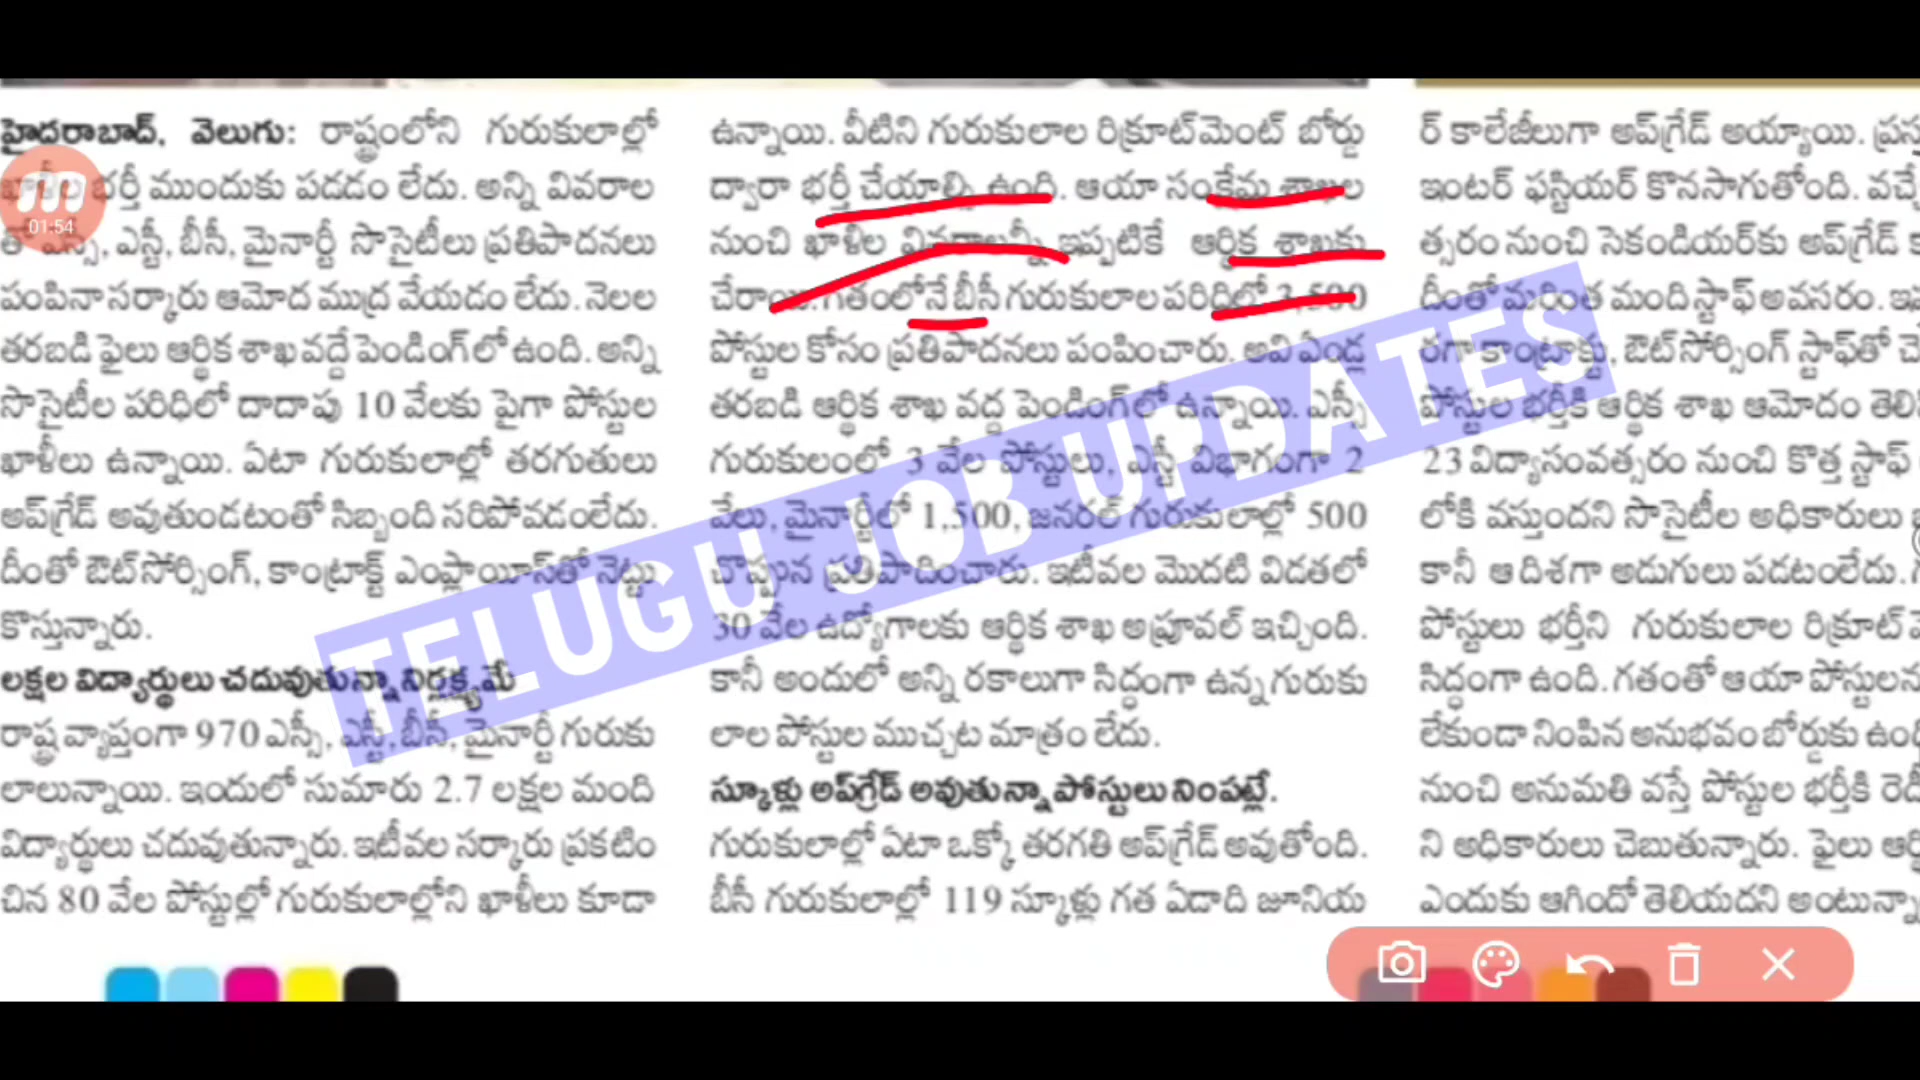 హైదరాబాద్, వెలుగు: రాష్ట్రంలోని గురుకులాల్లో
ఖాళీల భర్తీ ముందుకు పడడం లేదు. అన్ని వివరాల
తో ఎస్సీ, ఎస్టీ, బీసీ, మైనార్టీ సొసైటీలు ప్రతిపాదనలు
పంపినా సర్కారు ఆమోద ముద్ర వేయడం లేదు. నెలల
తరబడి ఫైలు ఆర్థిక శాఖ వద్దే పెండింగ్‌లో ఉంది. అన్ని
సొసైటీల పరిధిలో దాదాపు 10 వేలకు పైగా పోస్టుల
ఖాళీలు ఉన్నాయి. ఏటా గురుకులాల్లో తరగతులు
అప్‌గ్రేడ్ అవుతుండటంతో సిబ్బంది సరిపోవడంలేదు.
దీంతో ఔట్‌సోర్సింగ్, కాంట్రాక్ట్ ఎంప్లాయీస్‌తో నెట్టు
కొస్తున్నారు.
లక్షల విద్యార్థులు చదువుతున్నా నిర్లక్ష్యమే
రాష్ట్ర వ్యాప్తంగా 970 ఎస్సీ, ఎస్టీ, బీసీ, మైనార్టీ గురుకు
లాలున్నాయి. ఇందులో సుమారు 2.7 లక్షల మంది
విద్యార్థులు చదువుతున్నారు. ఇటీవల సర్కారు ప్రకటిం
చిన 80 వేల పోస్టుల్లో గురుకులాల్లోని ఖాళీలు కూడా
ఉన్నాయి. వీటిని గురుకులాల రిక్రూట్‌మెంట్ బోర్డు
ద్వారా భర్తీ చేయాల్సి ఉంది. ఆయా సంక్షేమ శాఖల
నుంచి ఖాళీల వివరాలన్నీ ఇప్పటికే ఆర్థిక శాఖకు
చేరాయి. గతంలోనే బీసీ గురుకులాల పరిధిలో 3,500
పోస్టుల కోసం ప్రతిపాదనలు పంపించారు. అవి ఏండ్ల
తరబడి ఆర్థిక శాఖ వద్ద పెండింగ్‌లో ఉన్నాయి. ఎస్సీ
గురుకులంలో 3 వేల పోస్టులు, ఎస్టీ విభాగంగా 2
వేలు, మైనార్టీలో 1,500, జనరల్ గురుకులాల్లో 500
చొప్పున ప్రతిపాదించారు. ఇటీవల మొదటి విడతలో
30 వేల ఉద్యోగాలకు ఆర్థిక శాఖ అప్రూవల్ ఇచ్చింది.
కానీ అందులో అన్ని రకాలుగా సిద్ధంగా ఉన్న గురుకు
లాల పోస్టుల ముచ్చట మాత్రం లేదు.
స్కూళ్లు అప్‌గ్రేడ్ అవుతున్నా పోస్టులు నింపట్లే.
గురుకులాల్లో ఏటా ఒక్కో తరగతి అప్‌గ్రేడ్ అవుతోంది.
బీసీ గురుకులాల్లో 119 స్కూళ్లు గత ఏడాది జూనియ
ర్ కాలేజీలుగా అప్‌గ్రేడ్ అయ్యాయి.
ఇంటర్ ఫస్టియర్ కొనసాగుతోంది. వచ్చే
త్సరం నుంచి సెకండియర్‌కు అప్‌గ్రేడ్
దీంతో మరింత మంది స్టాఫ్ అవసరం.
రగా కాంట్రాక్టు, ఔట్‌సోర్సింగ్ స్టాఫ్‌తో
పోస్టుల భర్తీకి ఆర్థిక శాఖ ఆమోదం
23 విద్యాసంవత్సరం నుంచి కొత్త స్టాఫ్
లోకి వస్తుందని సొసైటీల అధికారులు
కానీ ఆ దిశగా అడుగులు పడటంలేదు.
పోస్టులు భర్తీని గురుకులాల
సిద్ధంగా ఉంది. గతంతో ఆయా
లేకుండా నింపిన అనుభవం బోర్డుకు
నుంచి అనుమతి వస్తే పోస్టుల భర్తీకి
ని అధికారులు చెబుతున్నారు. ఫైలు
ఎందుకు ఆగిందో తెలియదని
TELUGU JOB UPDATES
01:54